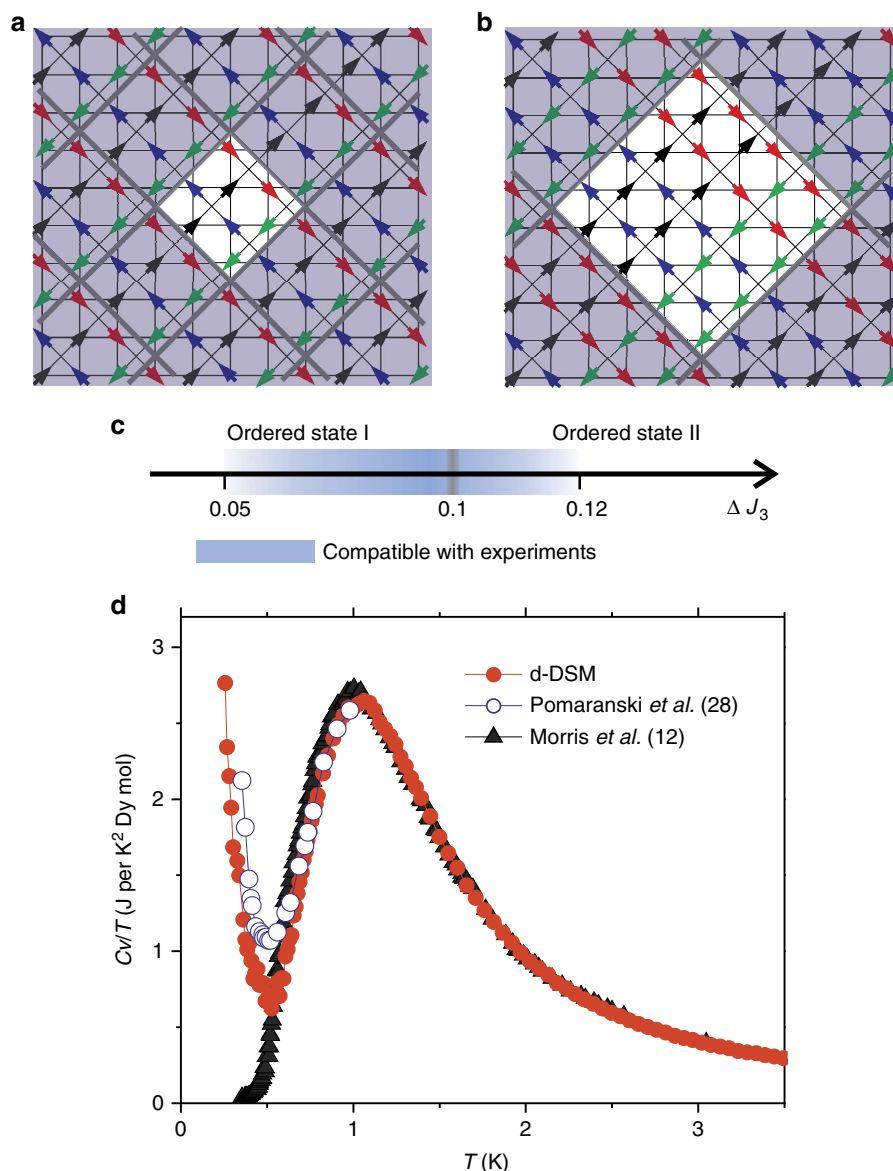 a
b
c
Ordered state I
Ordered state II
0.05
0.1
0.12
Δ J₃
Compatible with experiments
d
3
2
1
0
Cv/T (J per K² Dy mol)
d-DSM
Pomaranski et al. (28)
Morris et al. (12)
0
1
2
3
T (K)